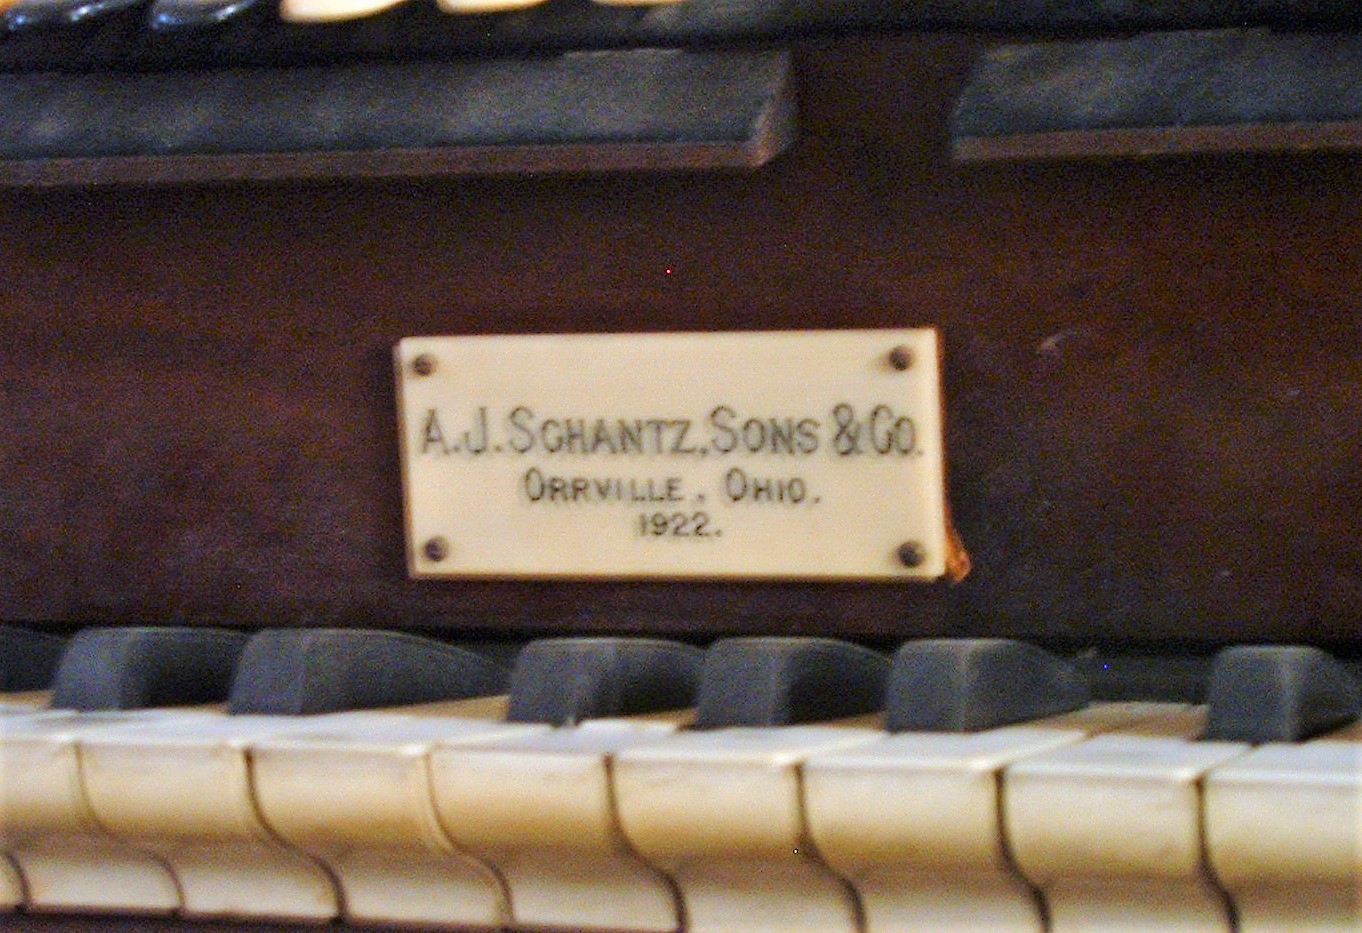 A.J. SCHANTZ, SONS & CO.
ORRVILLE, OHIO.
1922.